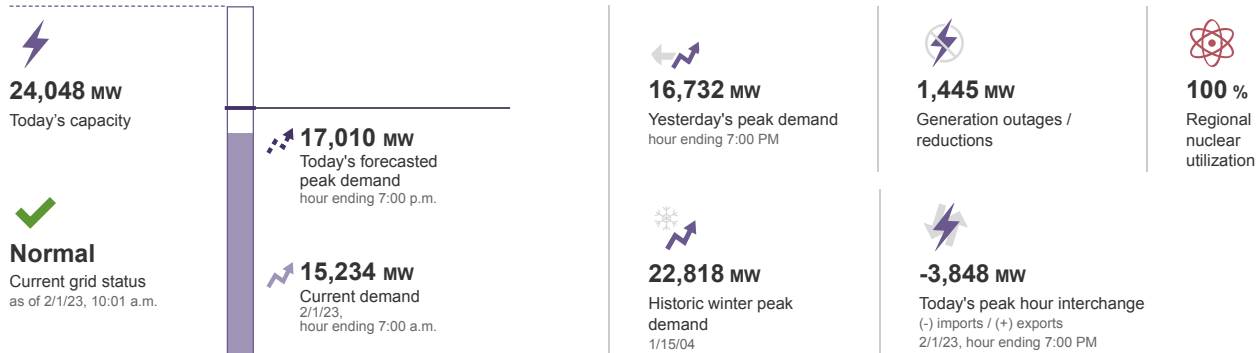 24,048 MW
Today's capacity
Normal
Current grid status
as of 2/1/23, 10:01 a.m.
17,010 MW
Today's forecasted
peak demand
hour ending 7:00 p.m.
15,234 MW
Current demand
2/1/23,
hour ending 7:00 a.m.
16,732 MW
Yesterday's peak demand
hour ending 7:00 PM
1,445 MW
Generation outages /
reductions
100 %
Regional
nuclear
utilization
22,818 MW
Historic winter peak
demand
1/15/04
-3,848 MW
Today's peak hour interchange
(-) imports / (+) exports
2/1/23, hour ending 7:00 PM